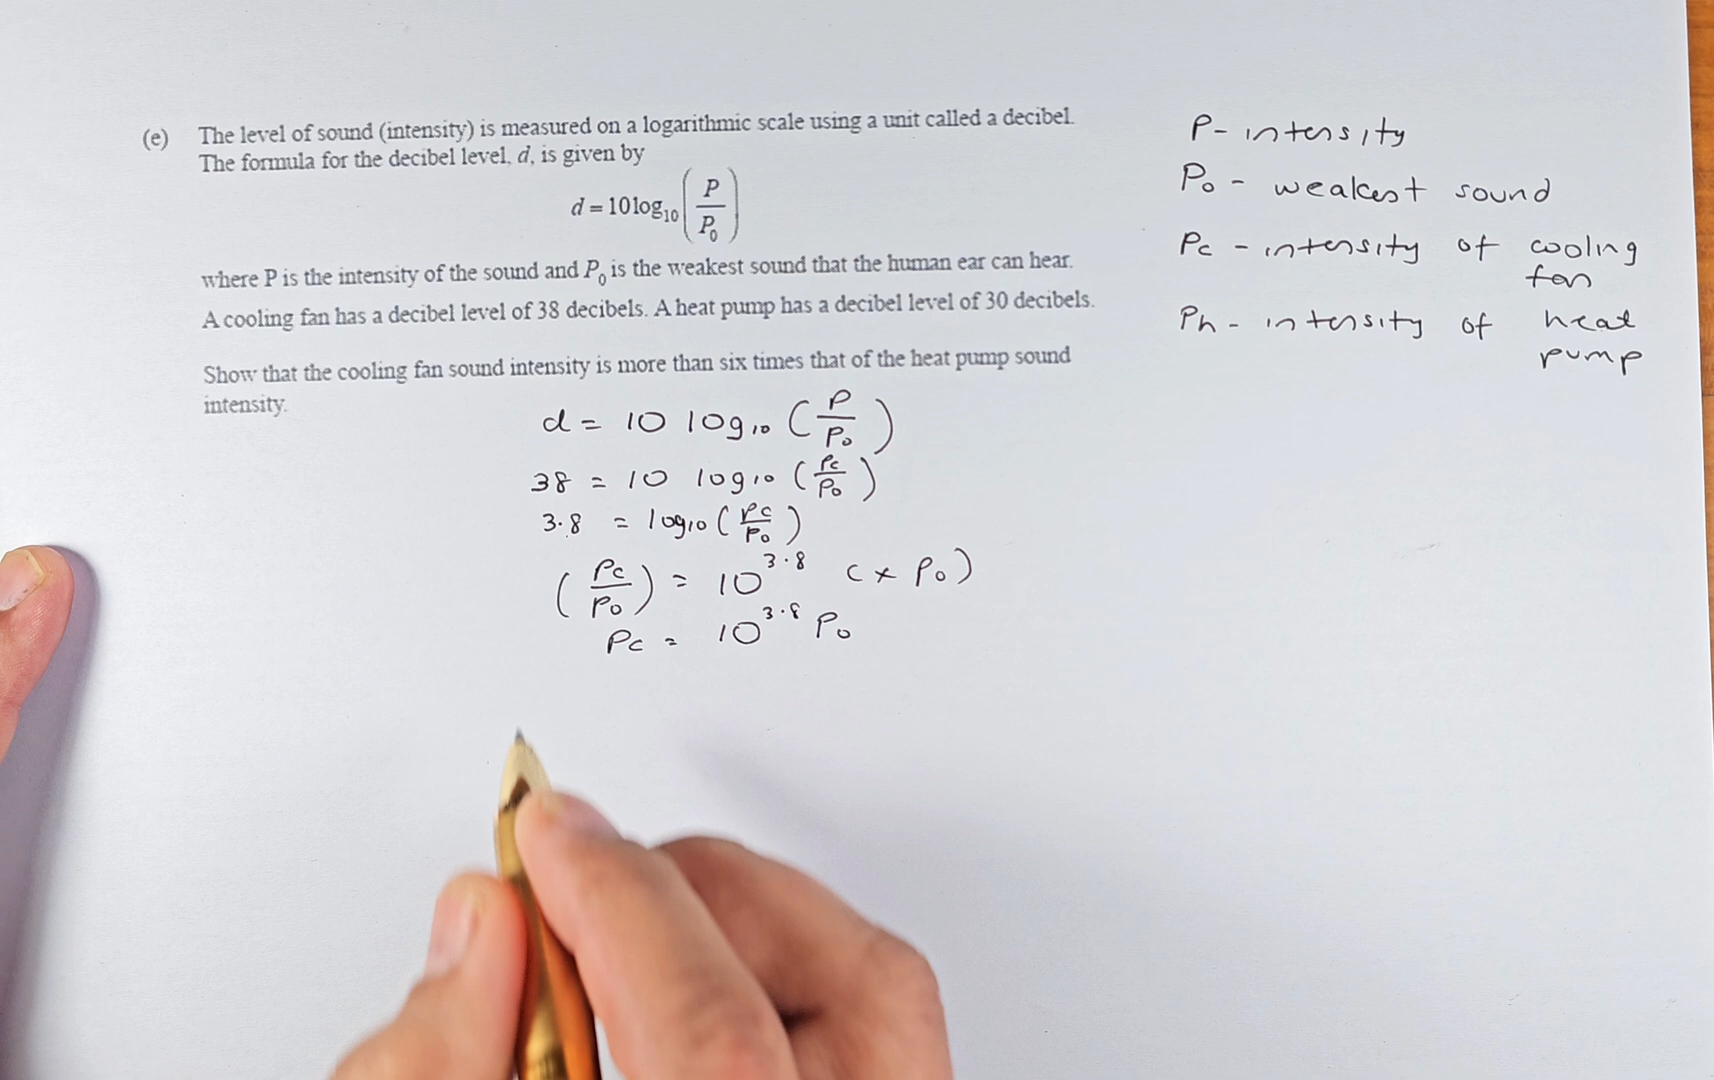 (e) The level of sound (intensity) is measured on a logarithmic scale using a unit called a decibel.
The formula for the decibel level, d, is given by
d = 10log₁₀(P/P₀)
where P is the intensity of the sound and P₀ is the weakest sound that the human ear can hear.
A cooling fan has a decibel level of 38 decibels. A heat pump has a decibel level of 30 decibels.
Show that the cooling fan sound intensity is more than six times that of the heat pump sound
intensity.
d = 10 log₁₀ (P/P₀)
38 = 10 log₁₀ (Pc/P₀)
3.8 = log₁₀ (Pc/P₀)
(Pc/P₀) = 10^3.8 (× P₀)
Pc = 10^3.8 P₀
P - intensity
P₀ - weakest sound
Pc - intensity of cooling
fan
Ph - intensity of heat
pump